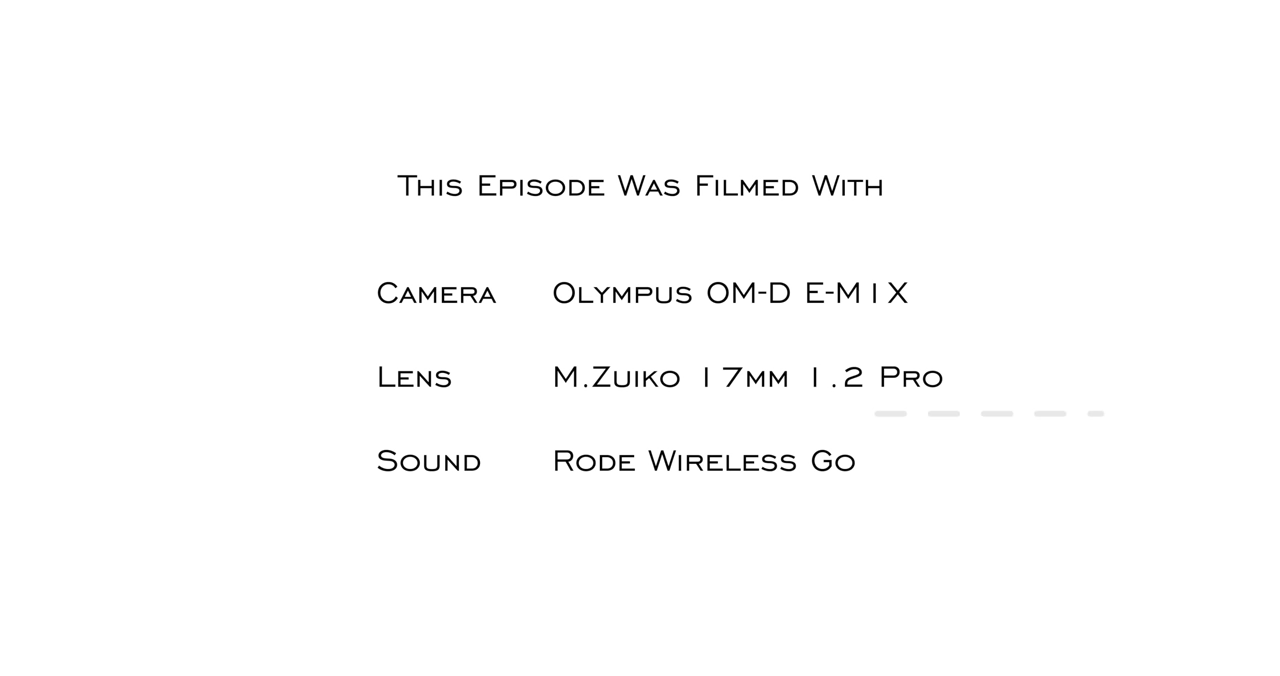 This Episode Was Filmed With
Camera Olympus OM-D E-M1X
Lens M.Zuiko 17mm 1.2 Pro
Sound Rode Wireless Go